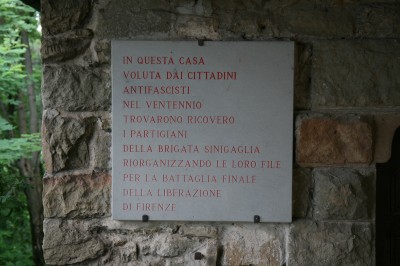 IN QUESTA CASA
VOLUTA DAI CITTADINI
ANTIFASCISTI
NEL VENTENNIO
TROVARONO RICOVERO
I PARTIGIANI
DELLA BRIGATA SINIGAGLIA
RIORGANIZZANDO LE LORO FILE
PER LA BATTAGLIA FINALE
DELLA LIBERAZIONE
DI FIRENZE